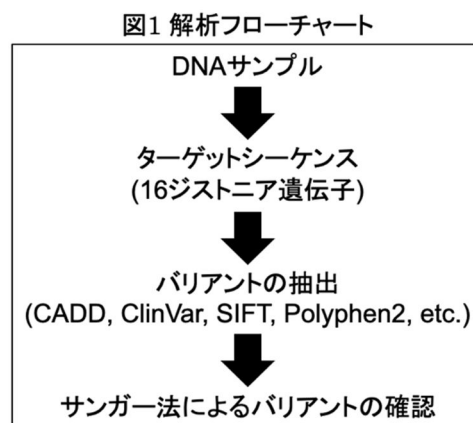 図1 解析フローチャート
DNAサンプル
ターゲットシーケンス
(16ジストニア遺伝子)
バリアントの抽出
(CADD, ClinVar, SIFT, Polyphen2, etc.)
サンガー法によるバリアントの確認